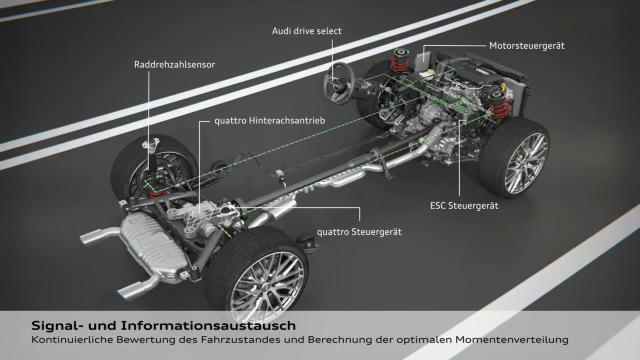 Audi drive select
Motorsteuergerät
Raddrehzahlsensor
quattro Hinterachsantrieb
ESC Steuergerät
quattro Steuergerät
Signal- und Informationsaustausch
Kontinuierliche Bewertung des Fahrzustandes und Berechnung der optimalen Momentenverteilung